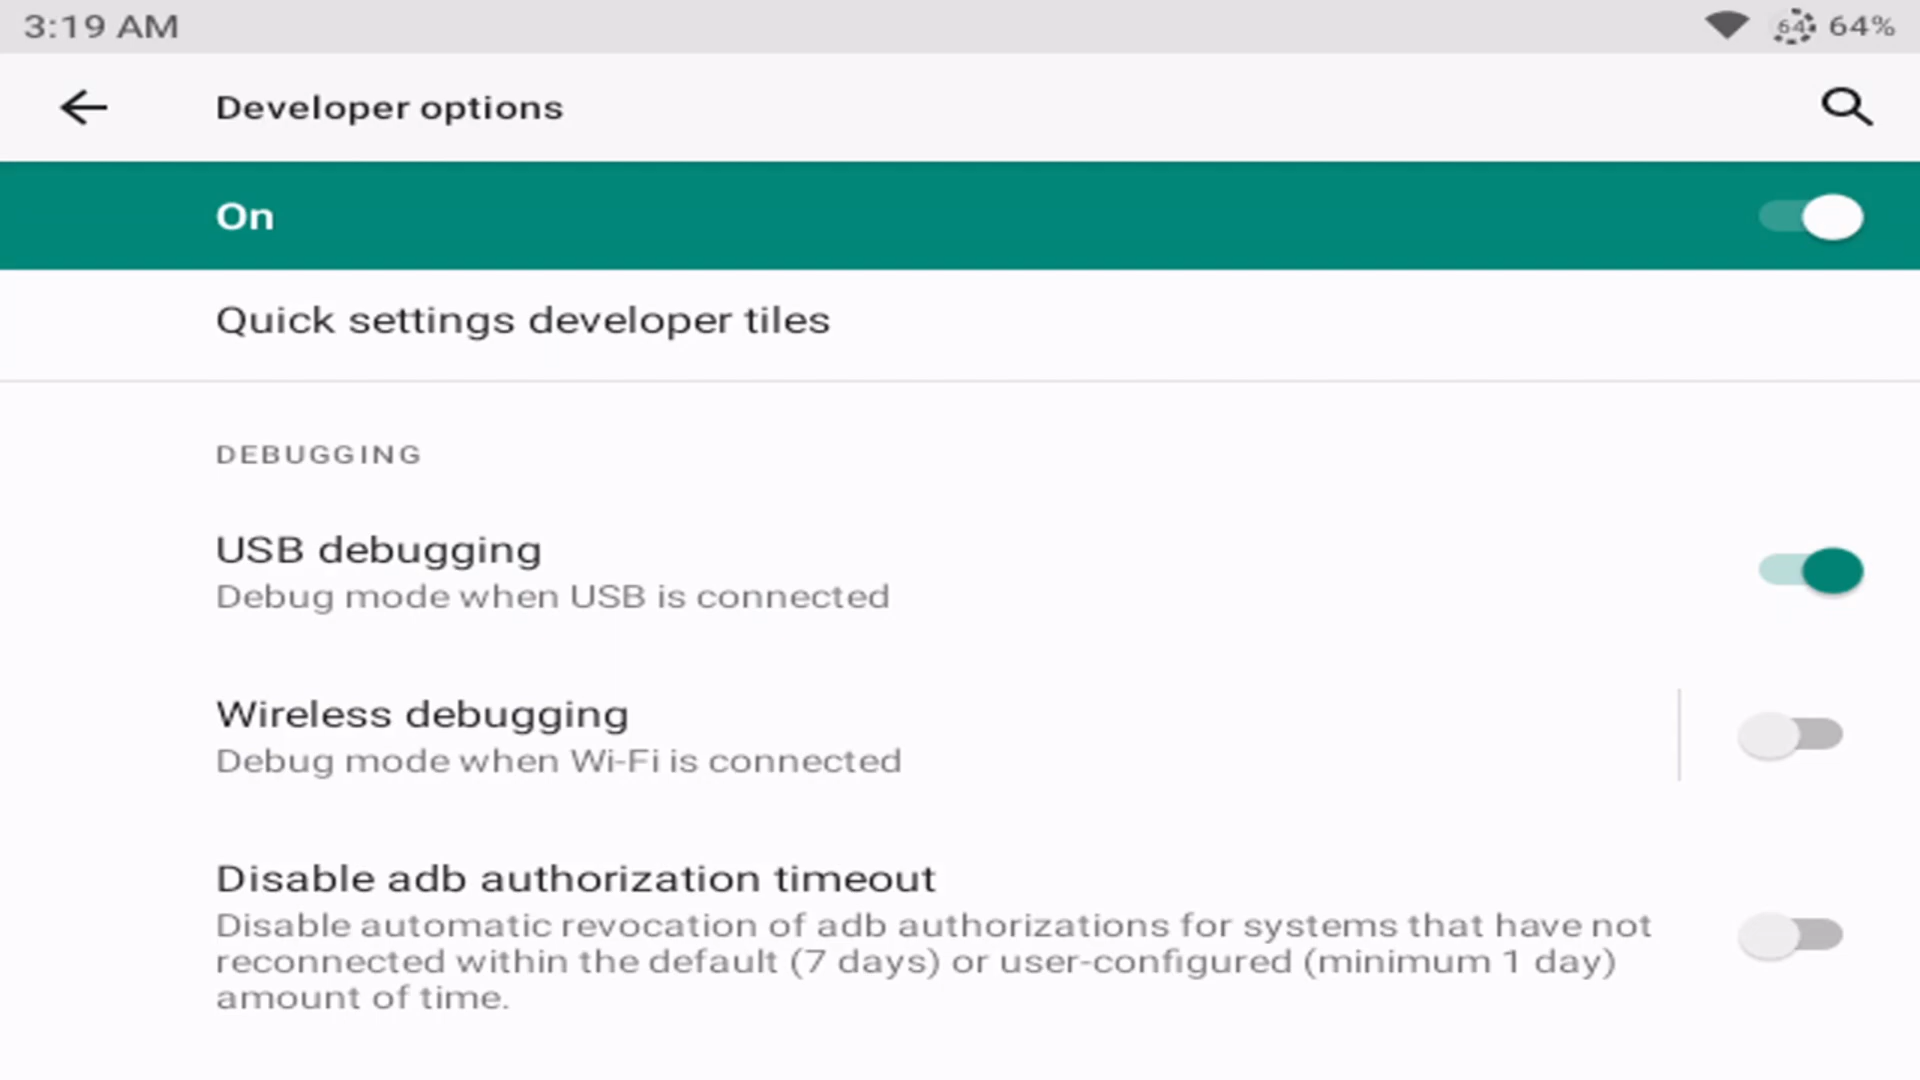 3:19 AM
64 64%
Developer options
On
Quick settings developer tiles
DEBUGGING
USB debugging
Debug mode when USB is connected
Wireless debugging
Debug mode when Wi-Fi is connected
Disable adb authorization timeout
Disable automatic revocation of adb authorizations for systems that have not
reconnected within the default (7 days) or user-configured (minimum 1 day)
amount of time.